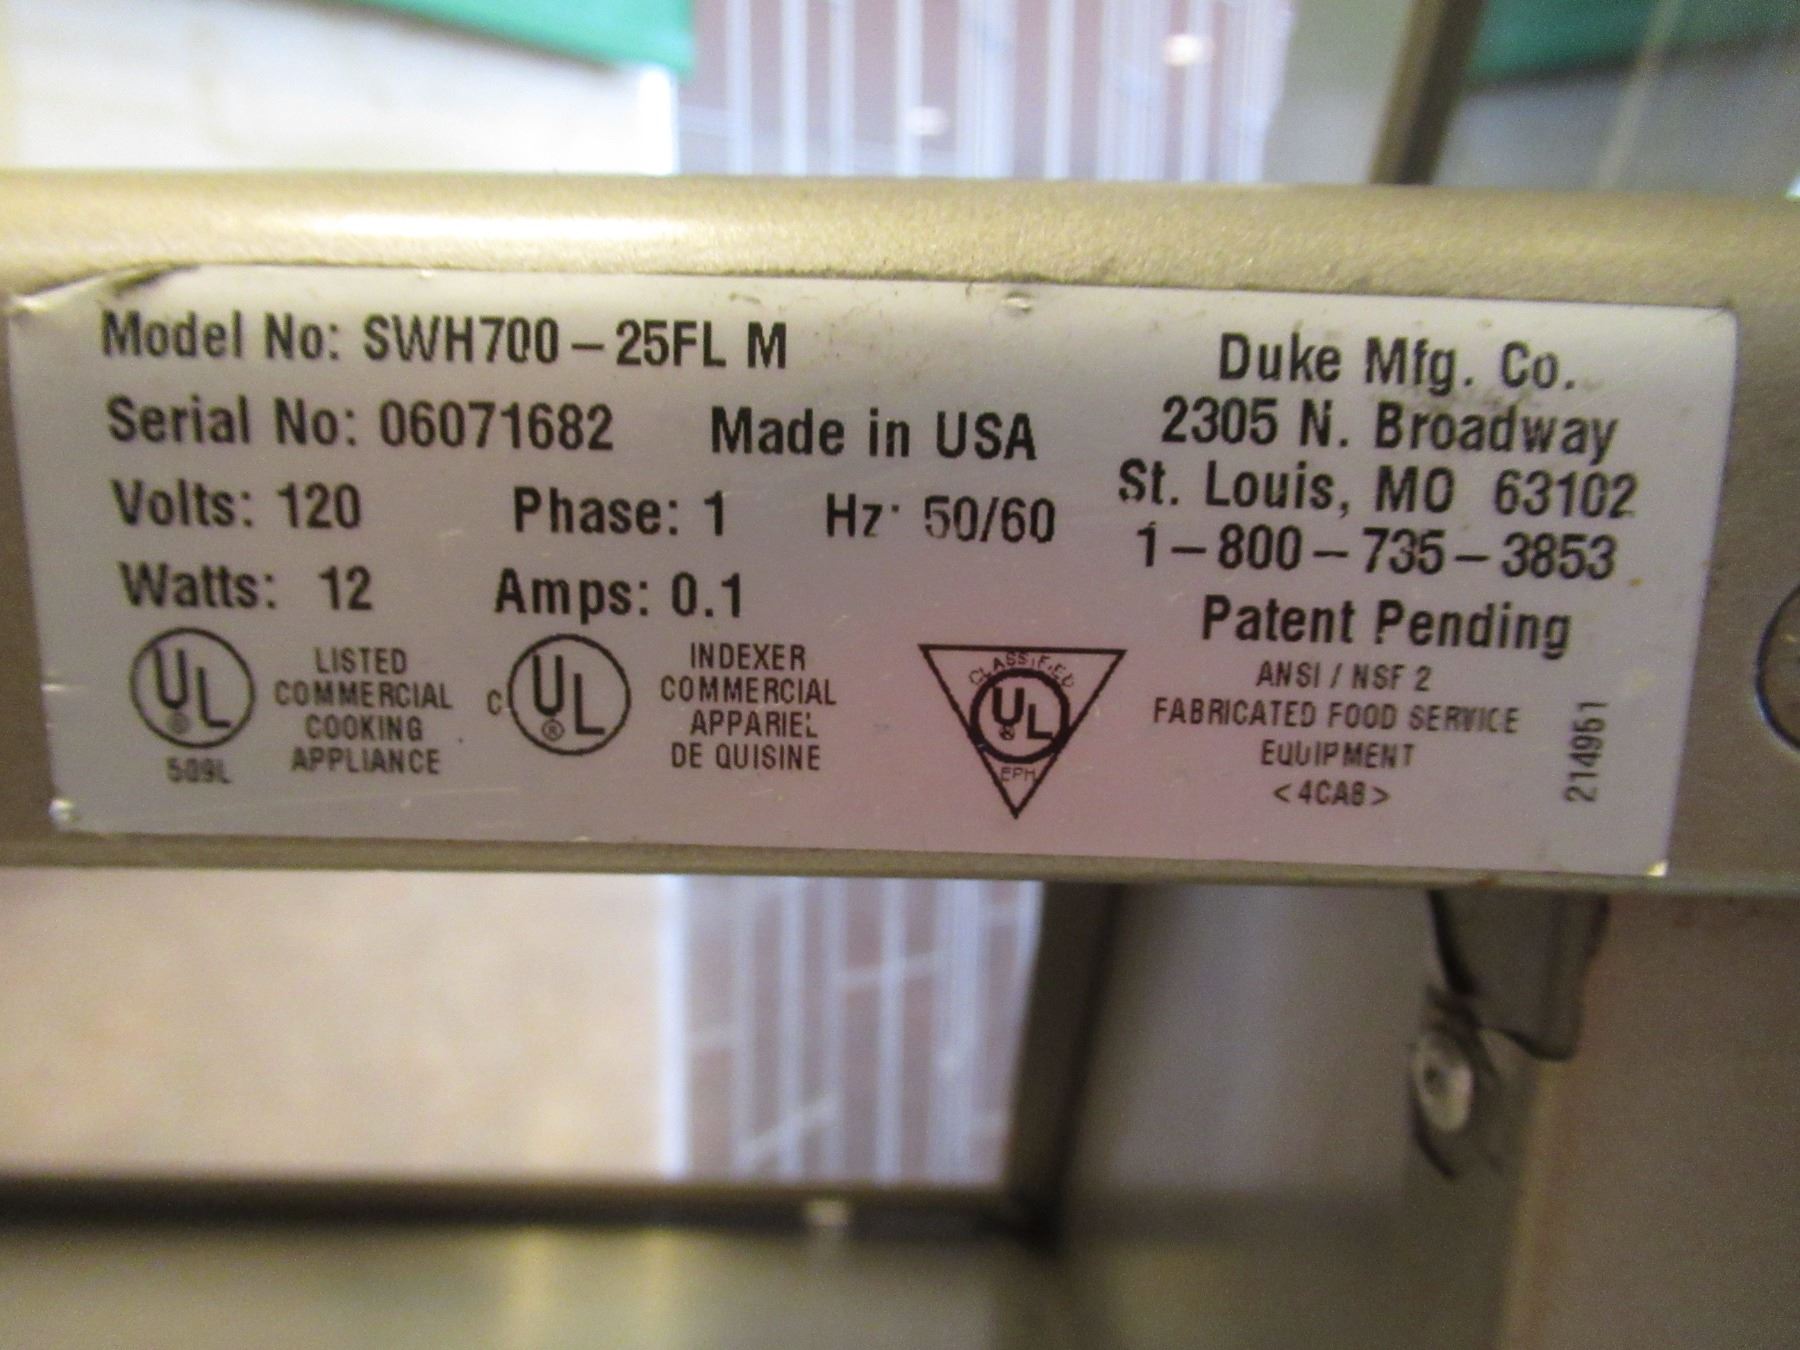 Model No: SWH700-25FL M
Serial No: 06071682 Made in USA
Volts: 120 Phase: 1 Hz: 50/60
Watts: 12 Amps: 0.1
Duke Mfg. Co.
2305 N. Broadway
St. Louis, MO 63102
1-800-735-3853
Patent Pending
UL ®
509L
LISTED
COMMERCIAL
COOKING
APPLIANCE
C UL ®
INDEXER
COMMERCIAL
APPARIEL
DE QUISINE
CLASSIFIED
UL ®
EPH
ANSI / NSF 2
FABRICATED FOOD SERVICE
EQUIPMENT
<4CA8>
214951